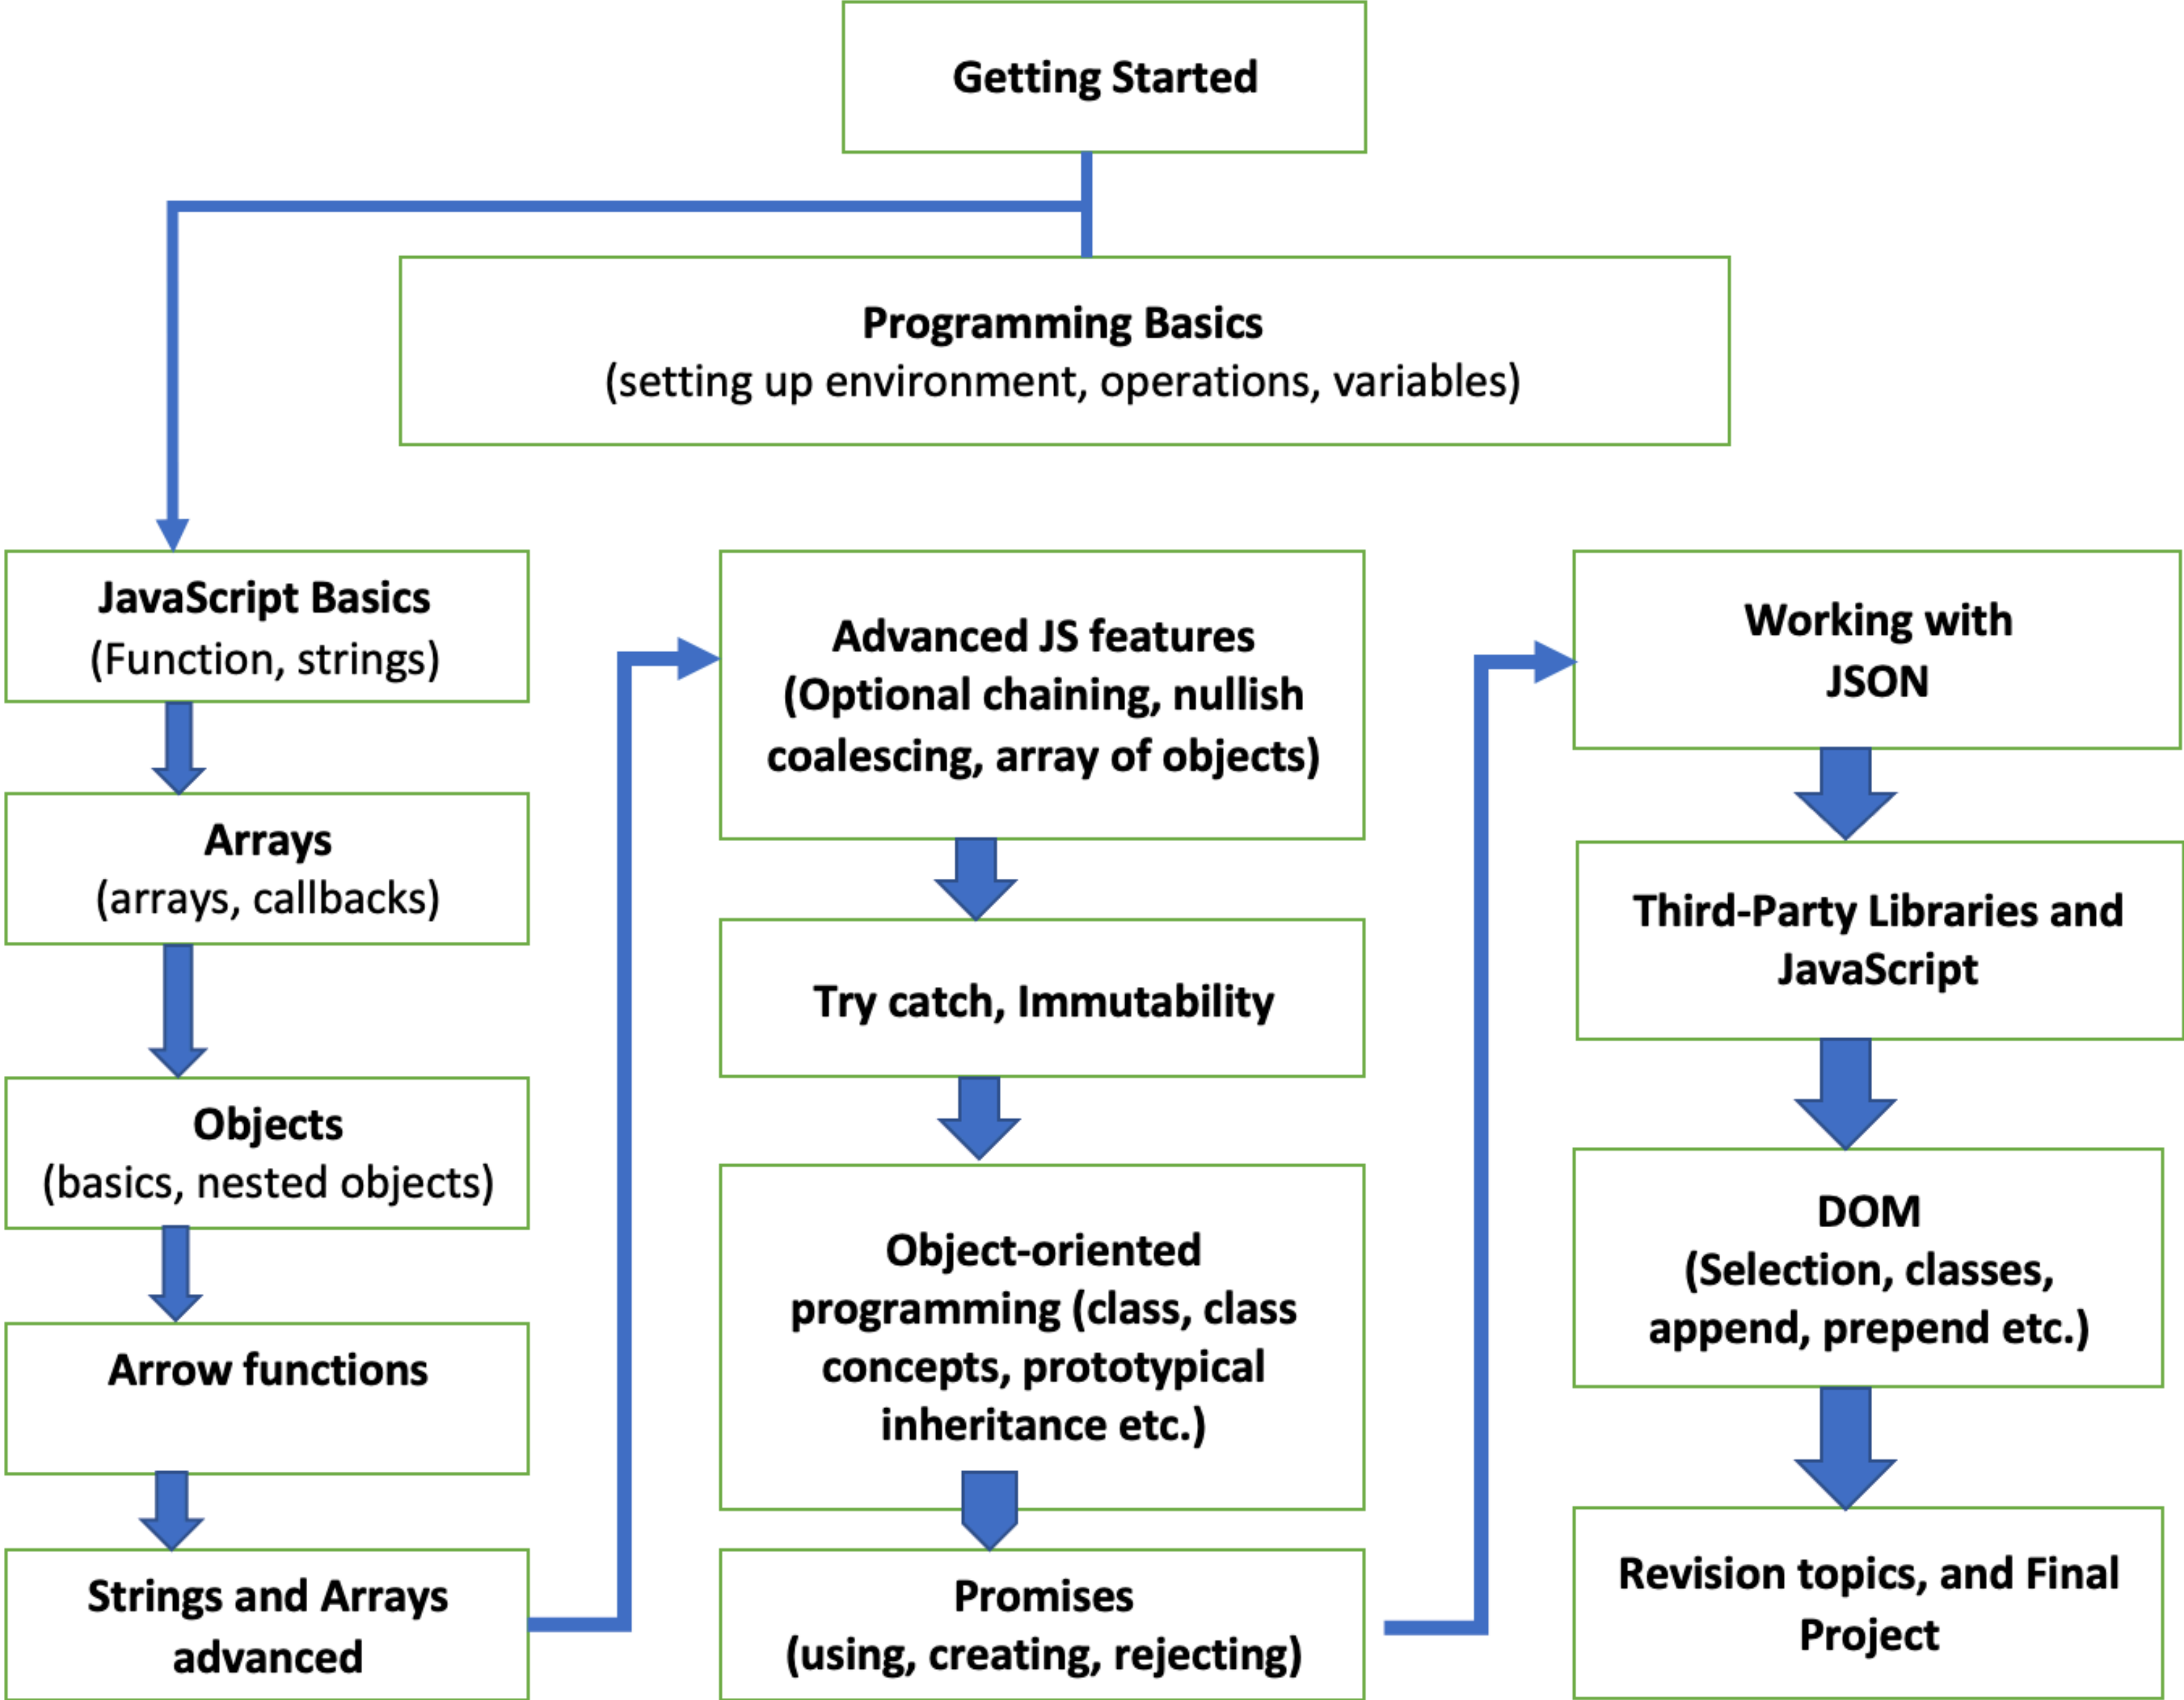 Getting Started
Programming Basics
(setting up environment, operations, variables)
JavaScript Basics
(Function, strings)
Arrays
(arrays, callbacks)
Objects
(basics, nested objects)
Arrow functions
Strings and Arrays
advanced
Advanced JS features
(Optional chaining, nullish
coalescing, array of objects)
Try catch, Immutability
Object-oriented
programming (class, class
concepts, prototypical
inheritance etc.)
Promises
(using, creating, rejecting)
Working with
JSON
Third-Party Libraries and
JavaScript
DOM
(Selection, classes,
append, prepend etc.)
Revision topics, and Final
Project